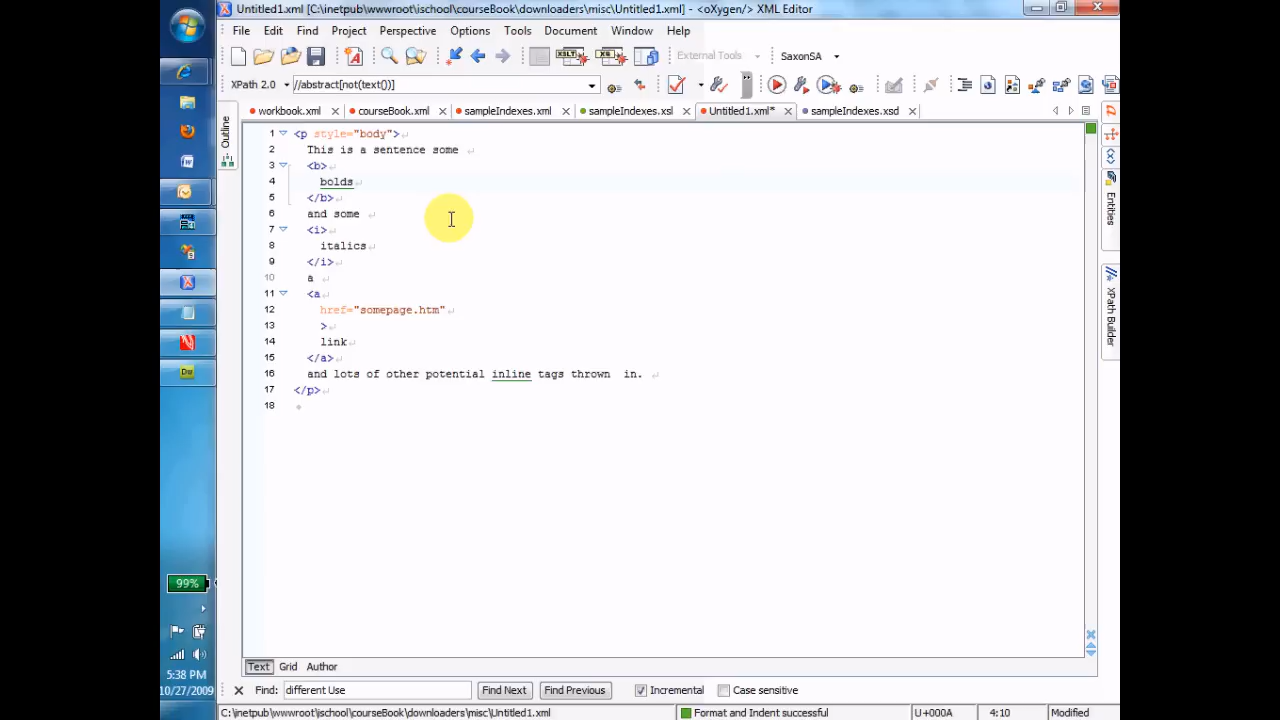 Untitled1.xml [C:\inetpub\wwwroot\ischool\courseBook\downloaders\misc\Untitled1.xml] - <oXygen/> XML Editor
File Edit Find Project Perspective Options Tools Document Window Help
External Tools SaxonSA
XPath 2.0 //abstract[not(text())]
workbook.xml courseBook.xml sampleIndexes.xml sampleIndexes.xsl Untitled1.xml* sampleIndexes.xsd
Outline
Entities
XPath Builder
1 <p style="body">
2 This is a sentence some
3 <b>
4 bolds
5 </b>
6 and some
7 <i>
8 italics
9 </i>
10 a
11 <a
12 href="somepage.htm"
13 >
14 link
15 </a>
16 and lots of other potential inline tags thrown  in.
17 </p>
18
Text Grid Author
Find: different Use Find Next Find Previous Incremental Case sensitive
C:\inetpub\wwwroot\ischool\courseBook\downloaders\misc\Untitled1.xml Format and Indent successful U+000A 4:10 Modified
99%
5:38 PM
10/27/2009